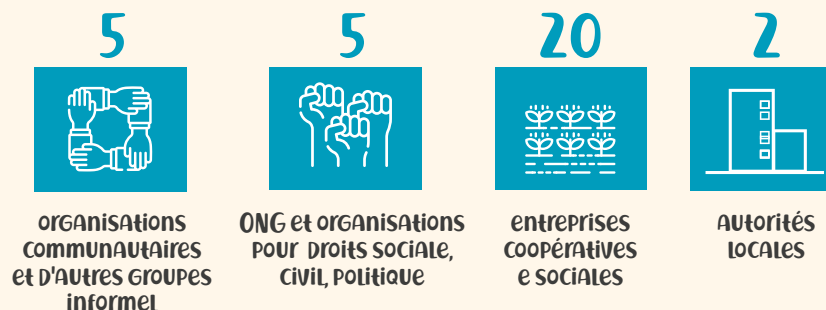 5
organisations
communautaires
et d'autres groupes
informel
5
ONG et organisations
pour droits sociale,
civil, politique
20
entreprises
coopératives
e sociales
2
autorités
locales